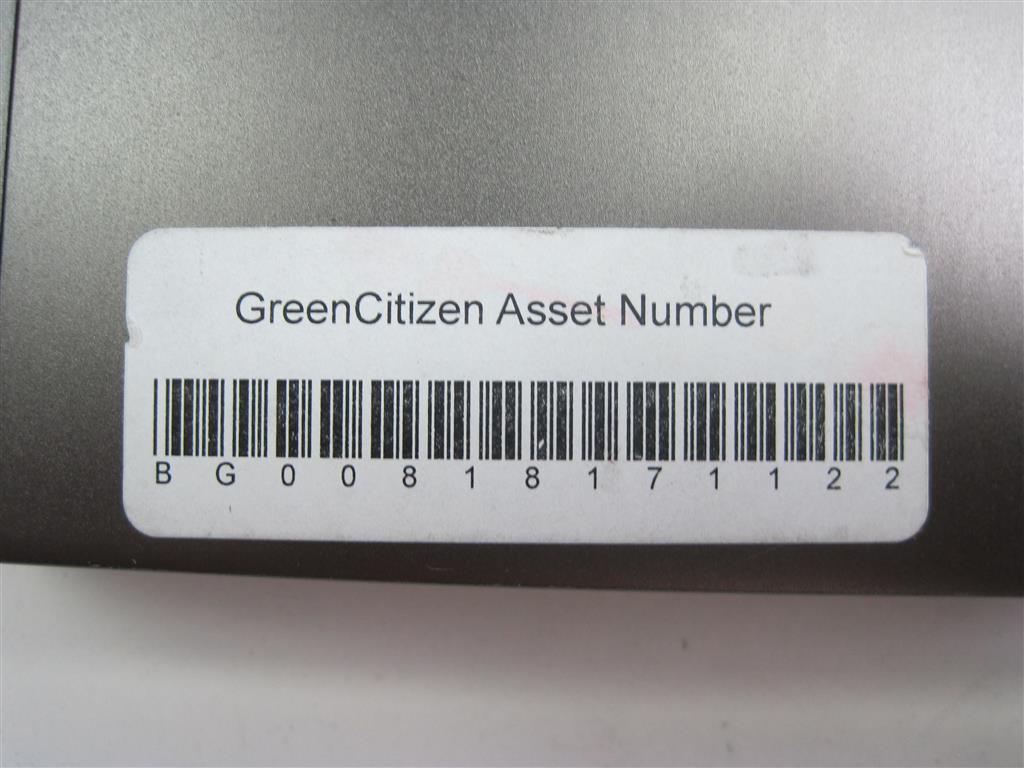 GreenCitizen Asset Number
B G 0 0 8 1 8 1 7 1 1 2 2